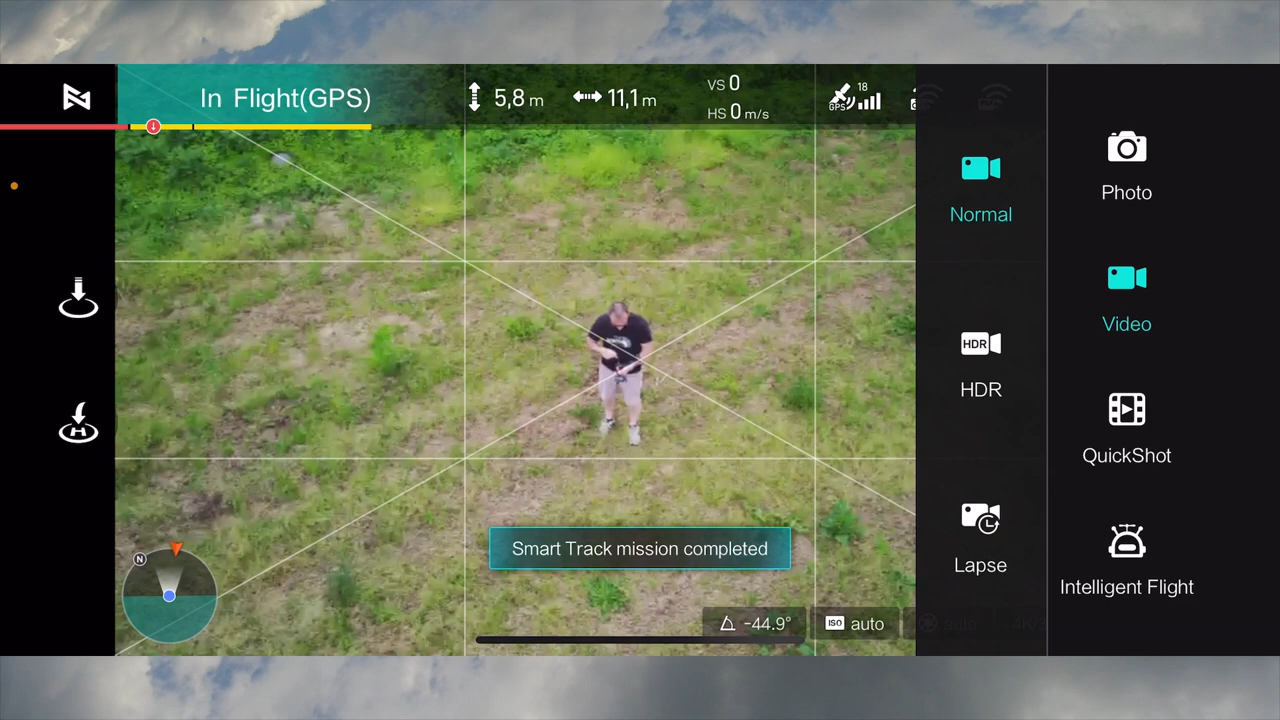 In Flight(GPS)
5,8 m
11,1 m
VS 0
HS 0 m/s
GPS
18
Normal
HDR
HDR
Lapse
Photo
Video
QuickShot
Intelligent Flight
Smart Track mission completed
N
H
-44.9°
ISO auto
auto